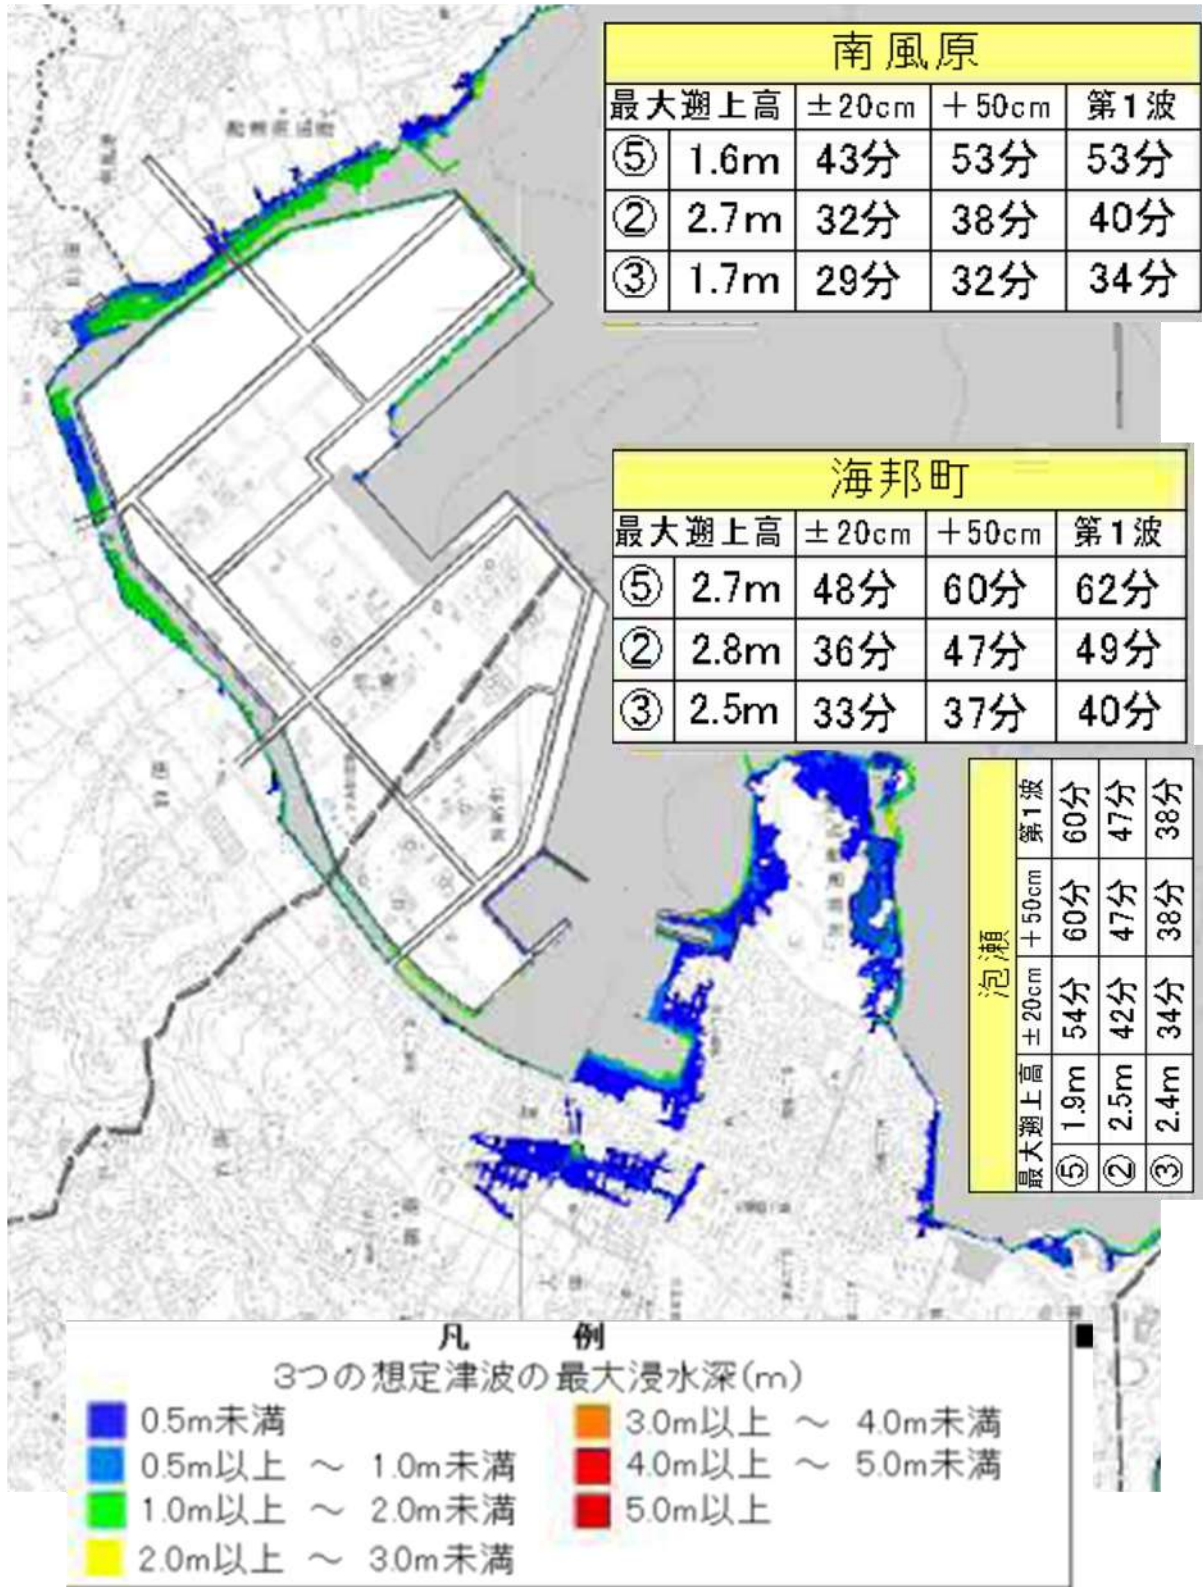 南風原
最大遡上高 ±20cm +50cm 第1波
⑤ 1.6m 43分 53分 53分
② 2.7m 32分 38分 40分
③ 1.7m 29分 32分 34分
海邦町
最大遡上高 ±20cm +50cm 第1波
⑤ 2.7m 48分 60分 62分
② 2.8m 36分 47分 49分
③ 2.5m 33分 37分 40分
泡瀬
最大遡上高 ±20cm +50cm 第1波
⑤ 1.9m 54分 60分 60分
② 2.5m 42分 47分 47分
③ 2.4m 34分 38分 38分
凡 例
3つの想定津波の最大浸水深(m)
0.5m未満
0.5m以上 ～ 1.0m未満
1.0m以上 ～ 2.0m未満
2.0m以上 ～ 3.0m未満
3.0m以上 ～ 4.0m未満
4.0m以上 ～ 5.0m未満
5.0m以上